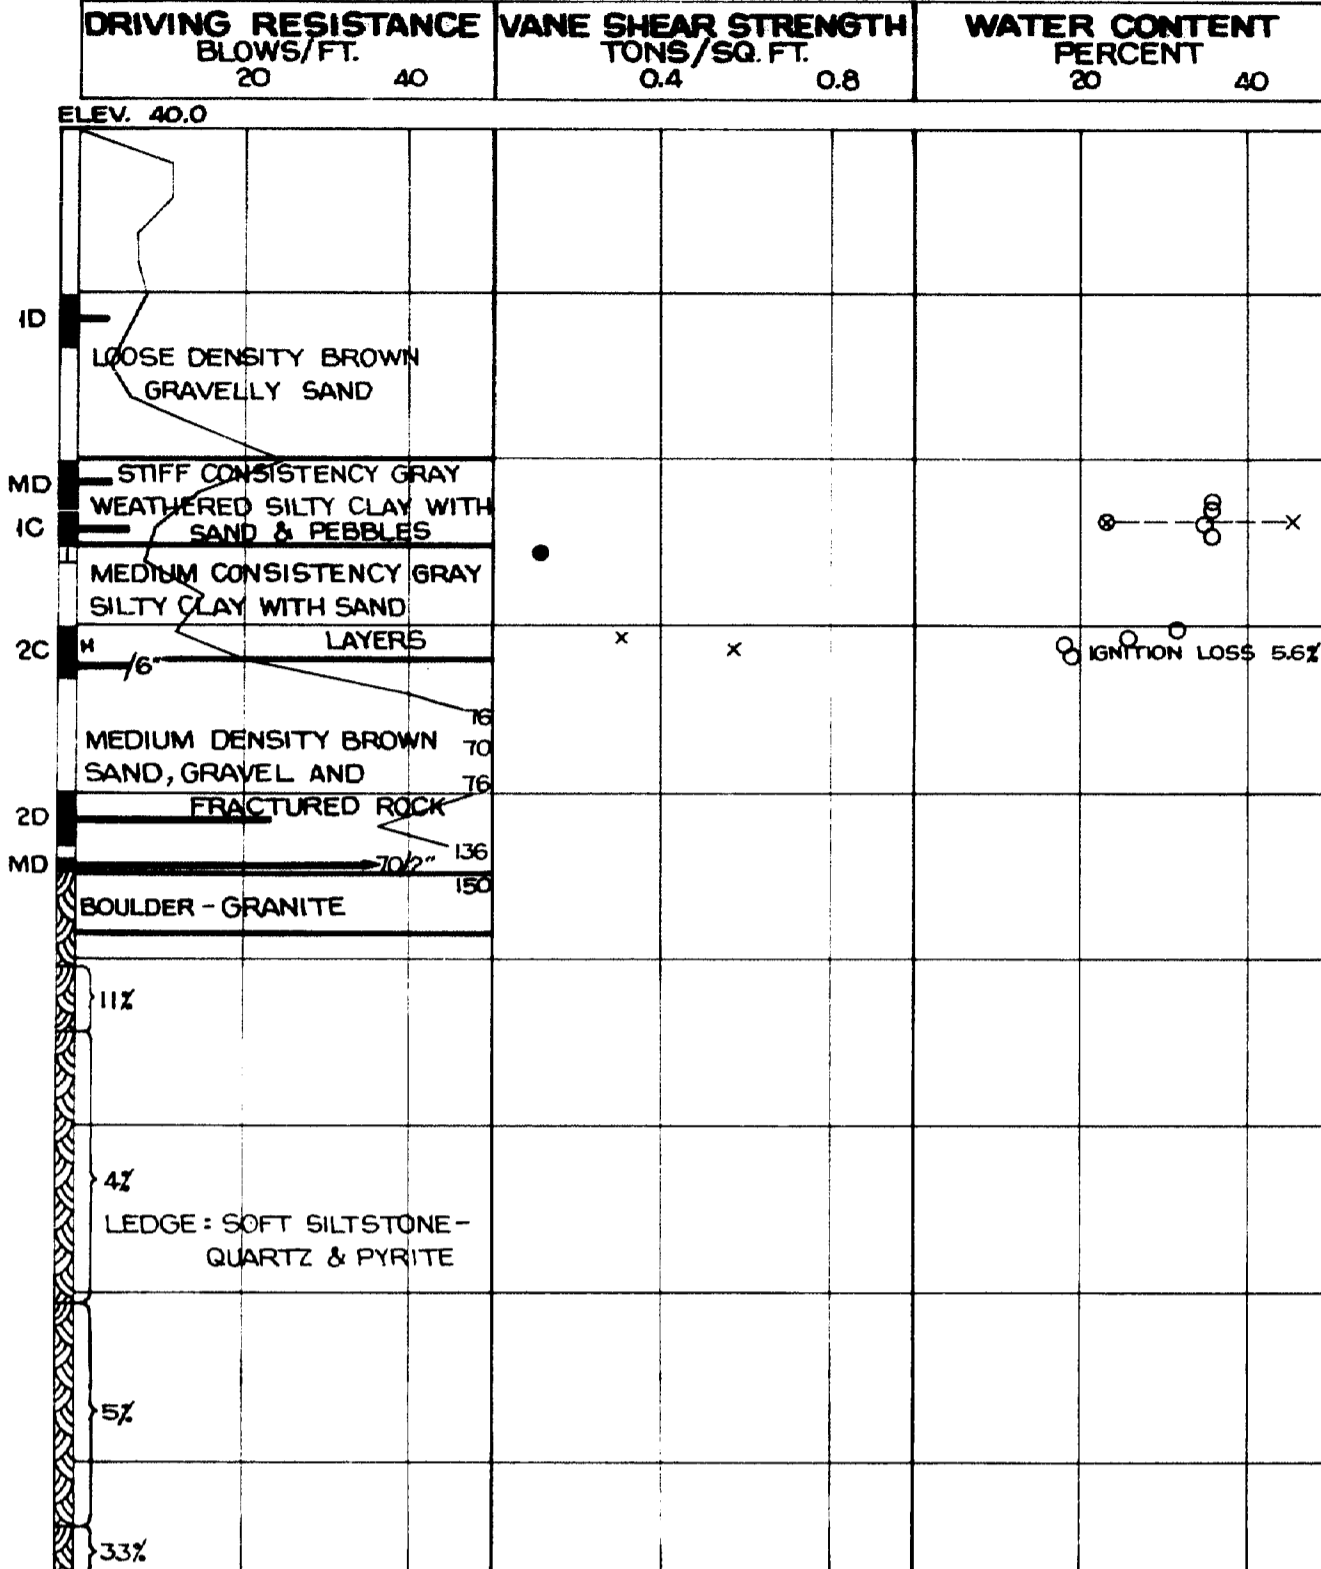 DRIVING RESISTANCE
BLOWS/FT.
20 40
VANE SHEAR STRENGTH
TONS/SQ. FT.
0.4 0.8
WATER CONTENT
PERCENT
20 40
ELEV. 40.0
1D
LOOSE DENSITY BROWN
GRAVELLY SAND
MD
STIFF CONSISTENCY GRAY
WEATHERED SILTY CLAY WITH
1C
SAND & PEBBLES
MEDIUM CONSISTENCY GRAY
SILTY CLAY WITH SAND
LAYERS
2C
H
/6"
IGNITION LOSS 5.6%
76
MEDIUM DENSITY BROWN
70
SAND, GRAVEL AND
76
FRACTURED ROCK
2D
136
MD
70/2"
150
BOULDER - GRANITE
11%
4%
LEDGE: SOFT SILTSTONE-
QUARTZ & PYRITE
5%
33%